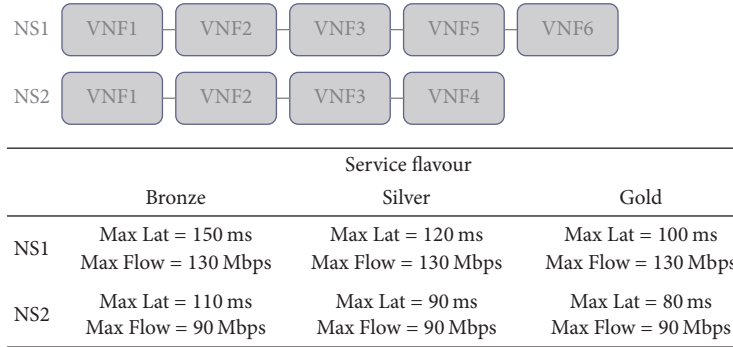 NS1 VNF1 VNF2 VNF3 VNF5 VNF6
NS2 VNF1 VNF2 VNF3 VNF4
Service flavour
Bronze Silver Gold
NS1
Max Lat = 150 ms Max Lat = 120 ms Max Lat = 100 ms
Max Flow = 130 Mbps Max Flow = 130 Mbps Max Flow = 130 Mbps
NS2
Max Lat = 110 ms Max Lat = 90 ms Max Lat = 80 ms
Max Flow = 90 Mbps Max Flow = 90 Mbps Max Flow = 90 Mbps